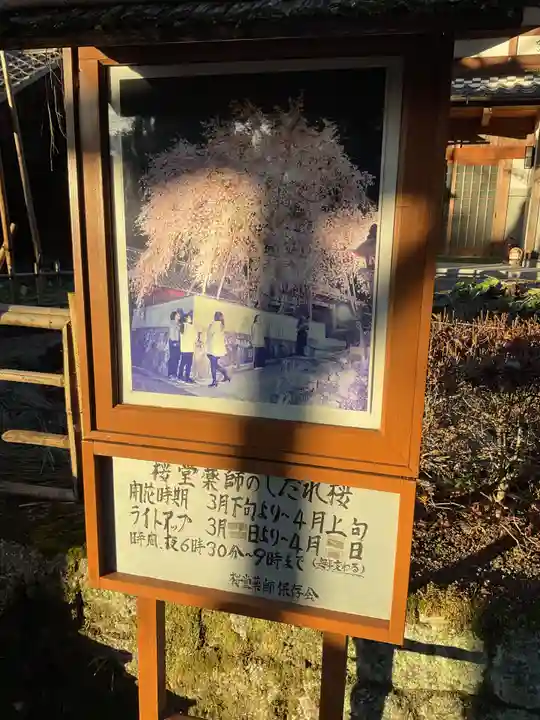 桜堂薬師のしだれ桜
開花時期 3月下旬より〜4月上旬
ライトアップ 3月 日より〜4月 日
時間、夜6時30分〜9時まで
桜堂薬師保存会